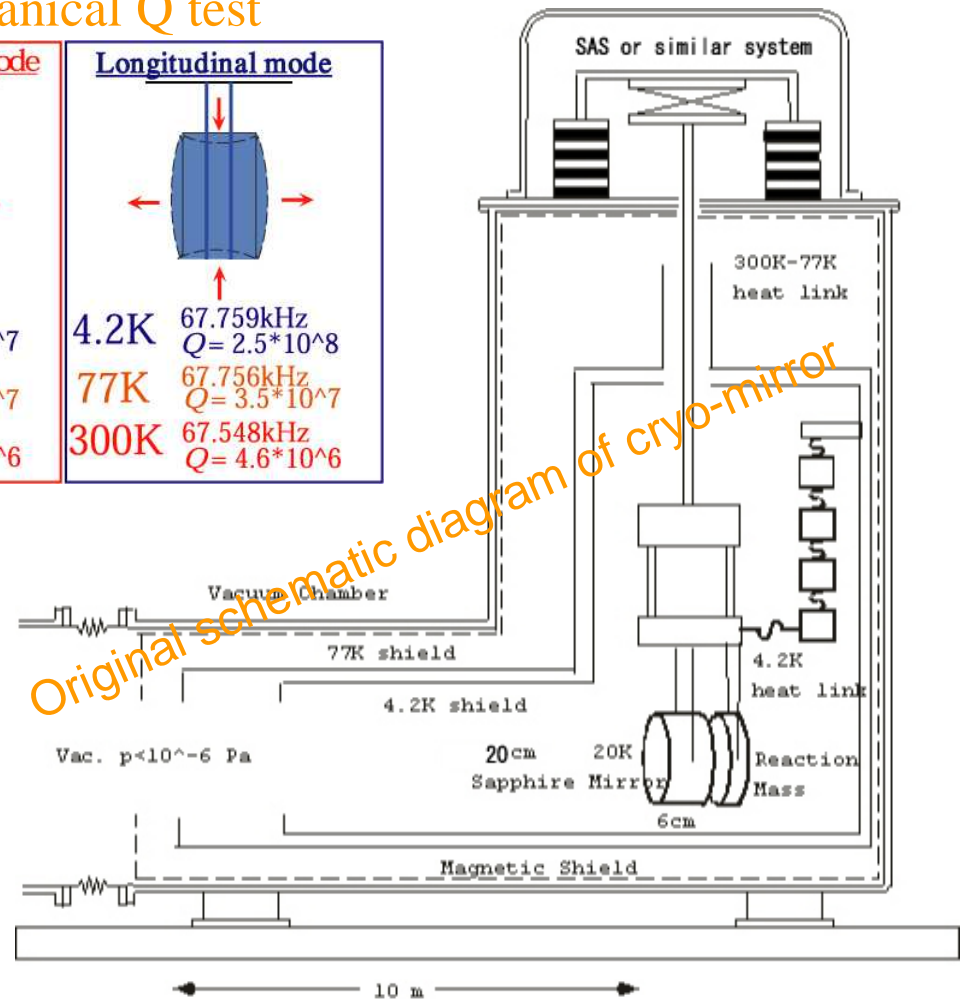 anical Q test
ode
^7
^7
^6
Longitudinal mode
4.2K 67.759kHz
Q= 2.5*10^8
77K 67.756kHz
Q= 3.5*10^7
300K 67.548kHz
Q= 4.6*10^6
SAS or similar system
300K-77K
heat link
Original schematic diagram of cryo-mirror
Vacuum Chamber
77K shield
4.2K shield
4.2K
heat link
Vac. p<10^-6 Pa
20cm 20K
Sapphire Mirror
Reaction
Mass
6cm
Magnetic Shield
10 m